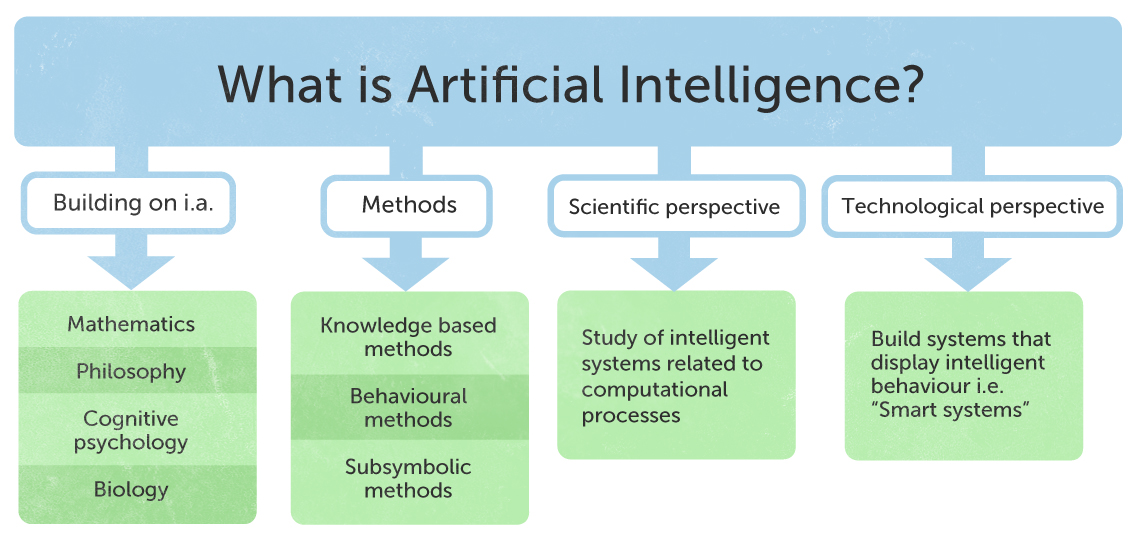 What is Artificial Intelligence?
Building on i.a.
Methods
Scientific perspective
Technological perspective
Mathematics
Philosophy
Cognitive
psychology
Biology
Knowledge based
methods
Behavioural
methods
Subsymbolic
methods
Study of intelligent
systems related to
computational
processes
Build systems that
display intelligent
behaviour i.e.
“Smart systems”